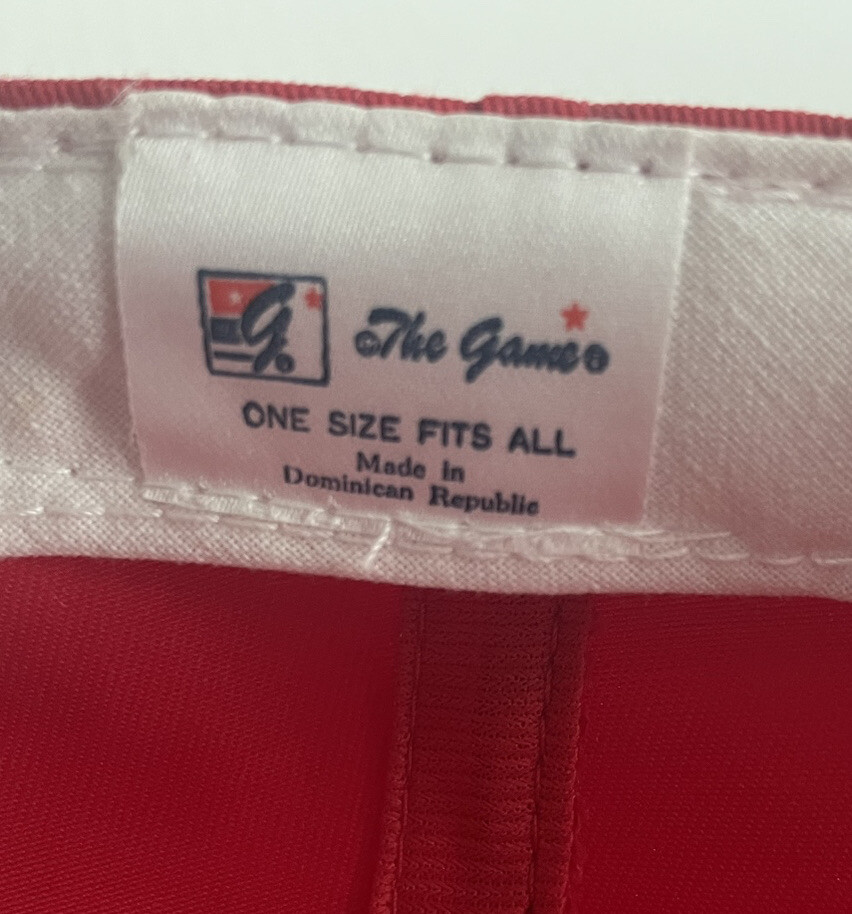 G®
©The Game®
ONE SIZE FITS ALL
Made in
Dominican Republic